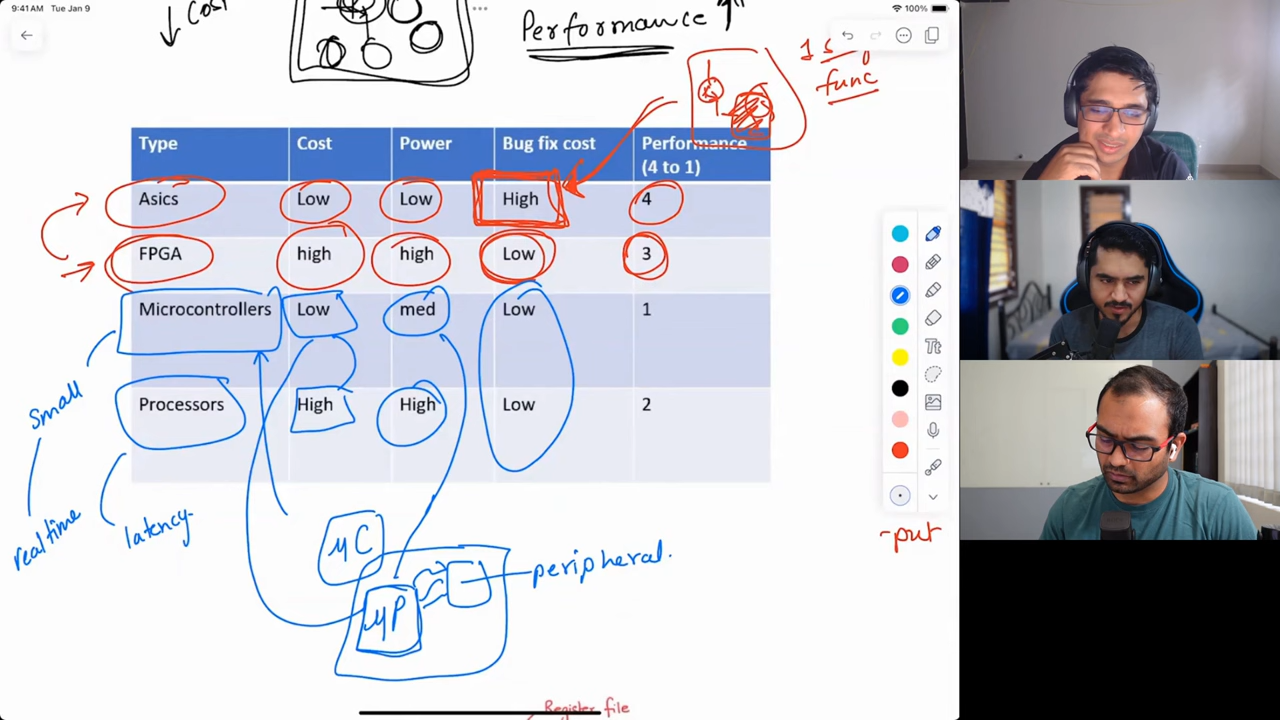 9:41 AM Tue Jan 9
100%
↓ Cost
Performance ↑
func
Type Cost Power Bug fix cost Performance (4 to 1)
Asics Low Low High 4
FPGA high high Low 3
Microcontrollers Low med Low 1
Processors High High Low 2
small
realtime
latency
μC
μP
peripheral.
-put
Tt
Register file